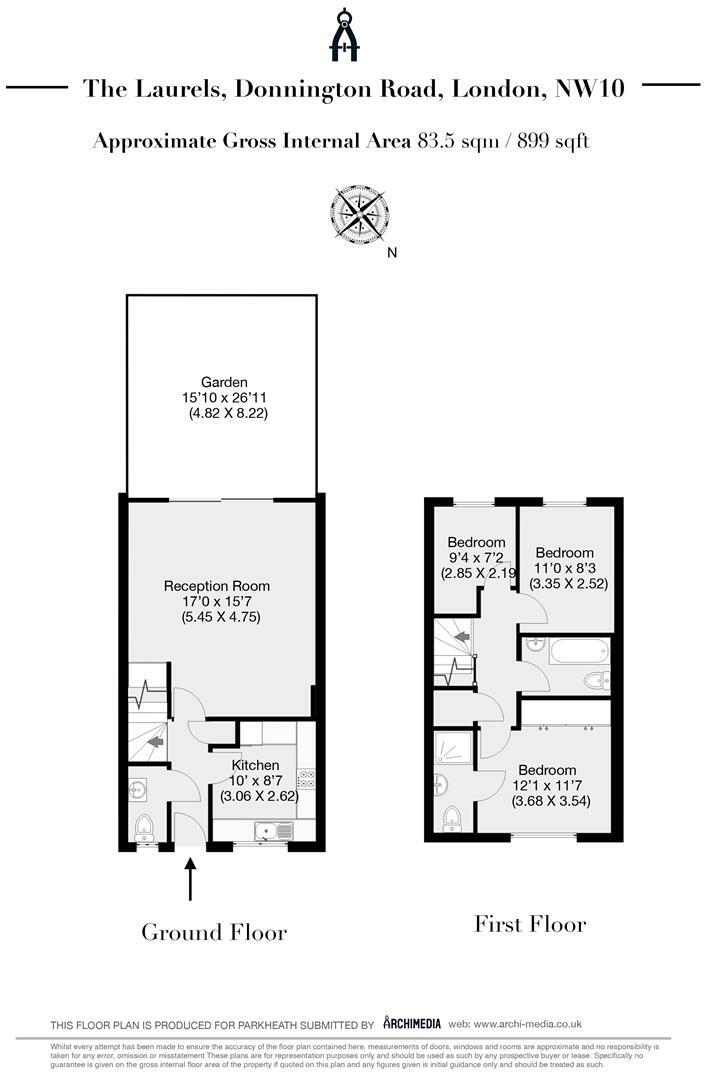 The Laurels, Donnington Road, London, NW10
Approximate Gross Internal Area 83.5 sqm / 899 sqft
N
Garden
15'10 x 26'11
(4.82 X 8.22)
Reception Room
17'0 x 15'7
(5.45 X 4.75)
Kitchen
10' x 8'7
(3.06 X 2.62)
Ground Floor
Bedroom
9'4 x 7'2
(2.85 X 2.19
Bedroom
11'0 x 8'3
(3.35 X 2.52)
Bedroom
12'1 x 11'7
(3.68 X 3.54)
First Floor
THIS FLOOR PLAN IS PRODUCED FOR PARKHEATH SUBMITTED BY ARCHIMEDIA web: www.archi-media.co.uk
Whilst every attempt has been made to ensure the accuracy of the floor plan contained here, measurements of doors, windows and rooms are approximate and no responsibility is
taken for any error, omission or misstatement These plans are for representation purposes only and should be used as such by any prospective buyer or lease. Specifically no
guarantee is given on the gross internal floor area of the property if quoted on this plan and any figures given is initial guidance only and should be treated as such.